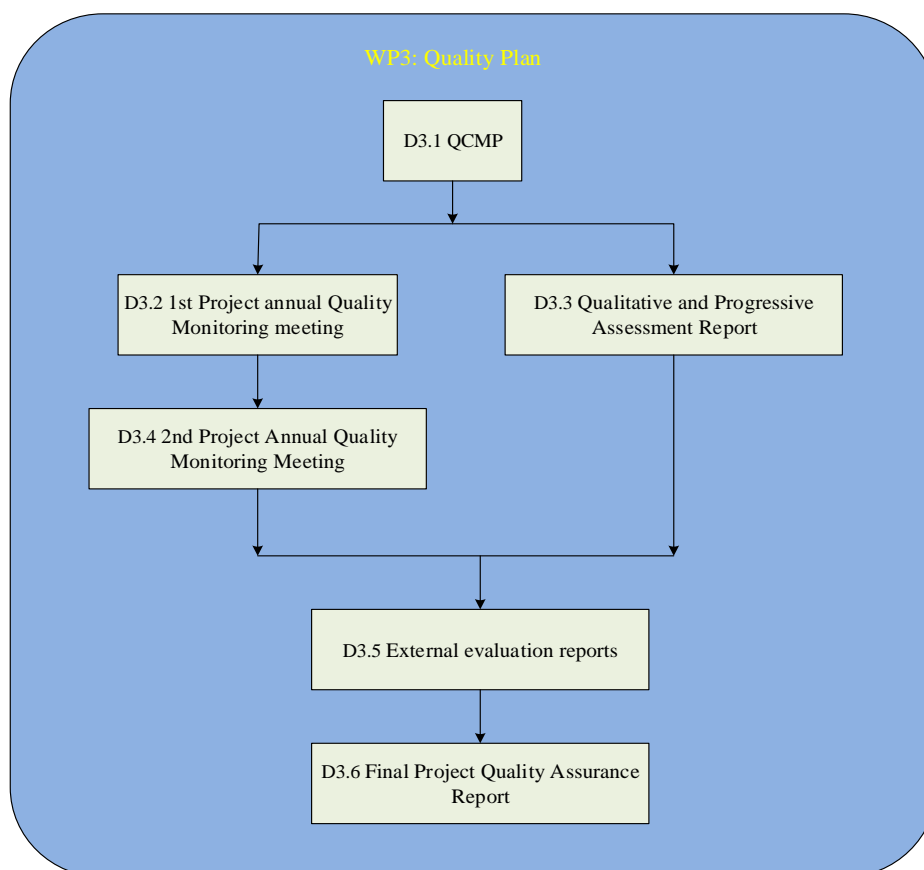 WP3: Quality Plan
D3.1 QCMP
D3.2 1st Project annual Quality
Monitoring meeting
D3.3 Qualitative and Progressive
Assessment Report
D3.4 2nd Project Annual Quality
Monitoring Meeting
D3.5 External evaluation reports
D3.6 Final Project Quality Assurance
Report